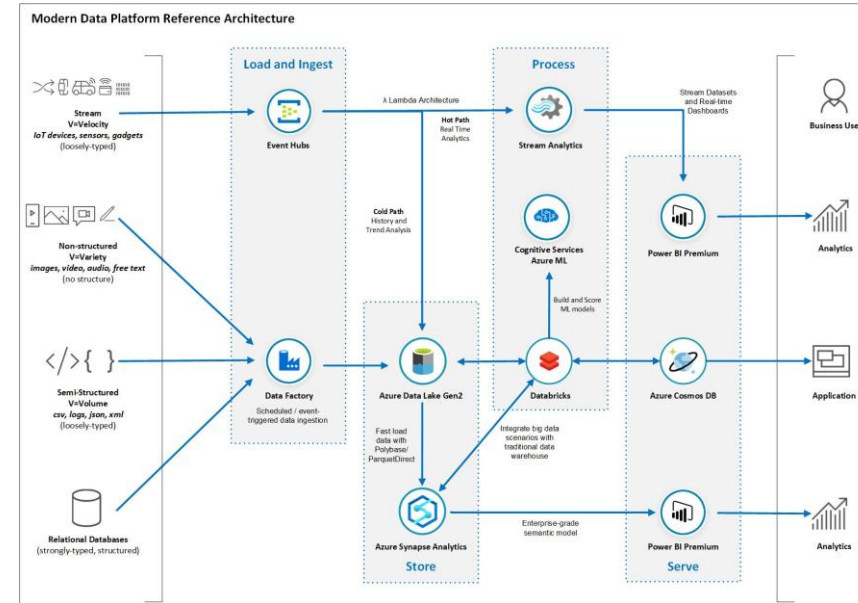 Modern Data Platform Reference Architecture
Load and Ingest
Process
Stream
V=Velocity
IoT devices, sensors, gadgets
(loosely-typed)
Event Hubs
λ Lambda Architecture
Hot Path
Real Time
Analytics
Stream Analytics
Stream Datasets
and Real-time
Dashboards
Business Use
Non-structured
V=Variety
images, video, audio, free text
(no structure)
Cold Path
History and
Trend Analysis
Cognitive Services
Azure ML
Power BI Premium
Analytics
Build and Score
ML models
Semi-Structured
V=Volume
csv, logs, json, xml
(loosely-typed)
Data Factory
Scheduled / event-
triggered data ingestion
Azure Data Lake Gen2
Databricks
Azure Cosmos DB
Application
Fast load
data with
Polybase/
ParquetDirect
Integrate big data
scenarios with
traditional data
warehouse
Relational Databases
(strongly-typed, structured)
Azure Synapse Analytics
Enterprise-grade
semantic model
Power BI Premium
Analytics
Store
Serve